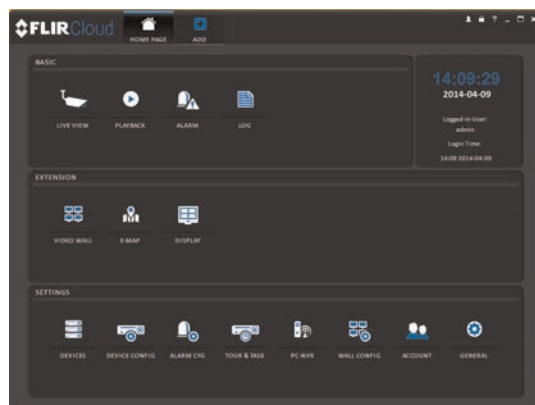 FLIR Cloud
HOME PAGE
ADD
BASIC
LIVE VIEW
PLAYBACK
ALARM
LOG
14:09:29
2014-04-09
Logged-in User:
admin
Login Time:
14:09 2014-04-09
EXTENSION
VIDEO WALL
E-MAP
DISPLAY
SETTINGS
DEVICES
DEVICE CONFIG
ALARM CFG
TOUR & TASK
PC-NVR
WALL CONFIG
ACCOUNT
GENERAL